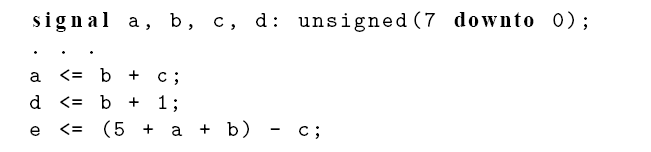 signal a, b, c, d: unsigned(7 downto 0);
. . .
a <= b + c;
d <= b + 1;
e <= (5 + a + b) - c;